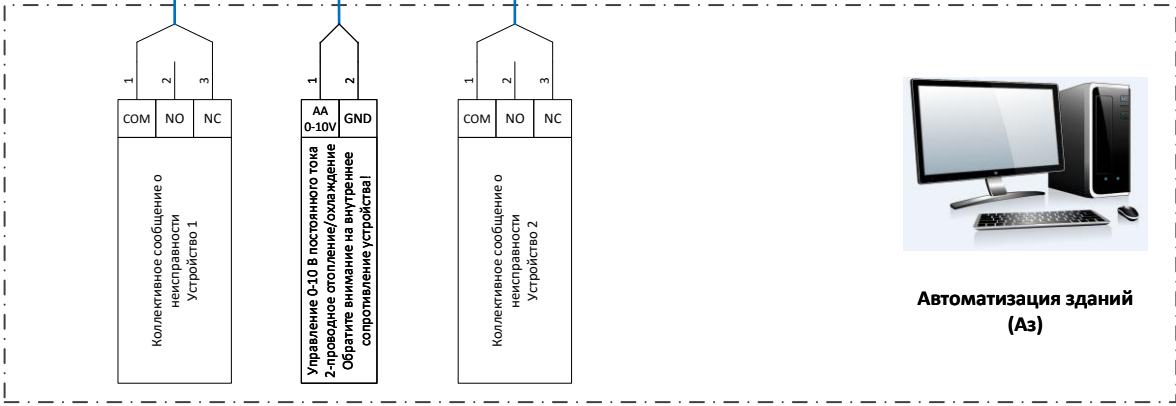 1
2
3
COM
NO
NC
Коллективное сообщение о
неисправности
Устройство 1
1
2
AA
0-10V
GND
Управление 0-10 В постоянного тока
2-проводное отопление/охлаждение
Обратите внимание на внутреннее
сопротивление устройства!
1
2
3
COM
NO
NC
Коллективное сообщение о
неисправности
Устройство 2
Автоматизация зданий
(Аз)